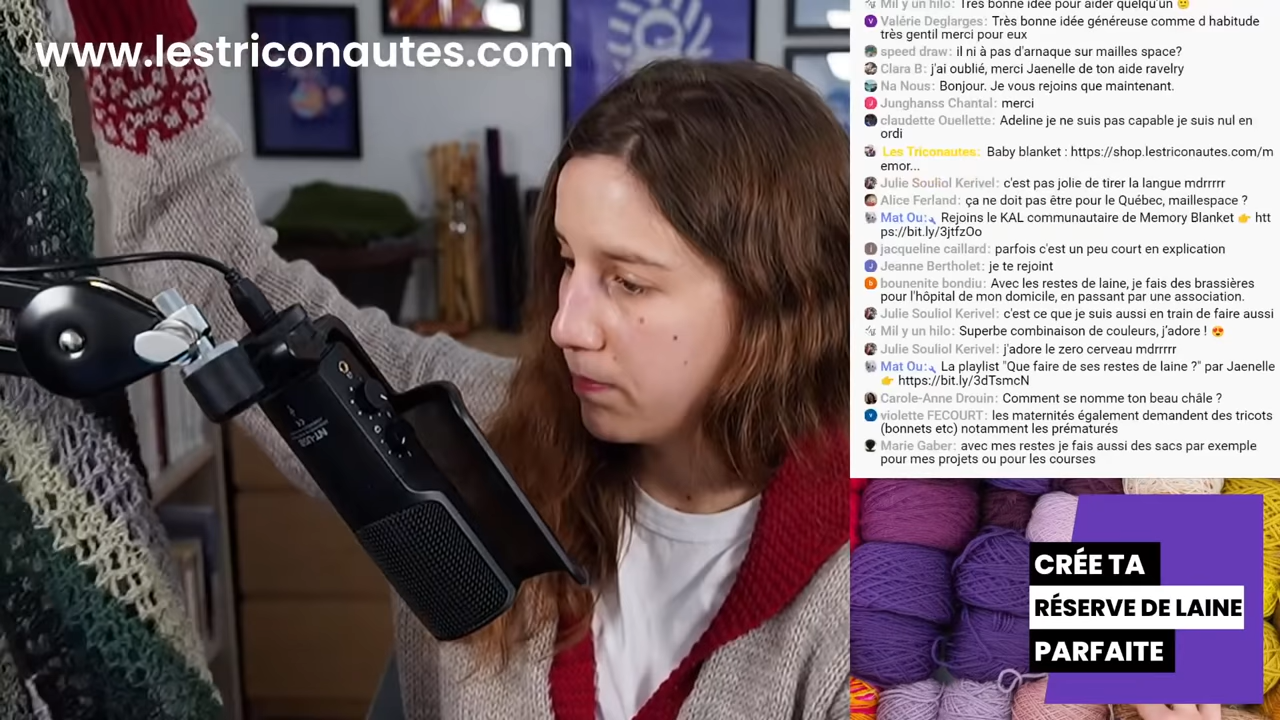 www.lestriconautes.com
Mil y un hilo: Très bonne idée pour aider quelqu'un 🙂
Valérie Deglarges: Très bonne idée généreuse comme d habitude
très gentil merci pour eux
speed draw: il ni à pas d'arnaque sur mailles space?
Clara B: j'ai oublié, merci Jaenelle de ton aide ravelry
Na Nous: Bonjour. Je vous rejoins que maintenant.
Junghanss Chantal: merci
claudette Ouellette: Adeline je ne suis pas capable je suis nul en
ordi
Les Triconautes: Baby blanket : https://shop.lestriconautes.com/m
emor...
Julie Souliol Kerivel: c'est pas jolie de tirer la langue mdrrrrr
Alice Ferland: ça ne doit pas être pour le Québec, maillespace ?
Mat Ou: Rejoins le KAL communautaire de Memory Blanket 👉 htt
ps://bit.ly/3jtfzOo
jacqueline caillard: parfois c'est un peu court en explication
Jeanne Bertholet: je te rejoint
bounenite bondiu: Avec les restes de laine, je fais des brassières
pour l'hôpital de mon domicile, en passant par une association.
Julie Souliol Kerivel: c'est ce que je suis aussi en train de faire aussi
Mil y un hilo: Superbe combinaison de couleurs, j'adore ! 😍
Julie Souliol Kerivel: j'adore le zero cerveau mdrrrrr
Mat Ou: La playlist "Que faire de ses restes de laine ?" par Jaenelle
👉 https://bit.ly/3dTsmcN
Carole-Anne Drouin: Comment se nomme ton beau châle ?
violette FECOURT: les maternités également demandent des tricots
(bonnets etc) notamment les prématurés
Marie Gaber: avec mes restes je fais aussi des sacs par exemple
pour mes projets ou pour les courses
NT-USB
CRÉE TA
RÉSERVE DE LAINE
PARFAITE